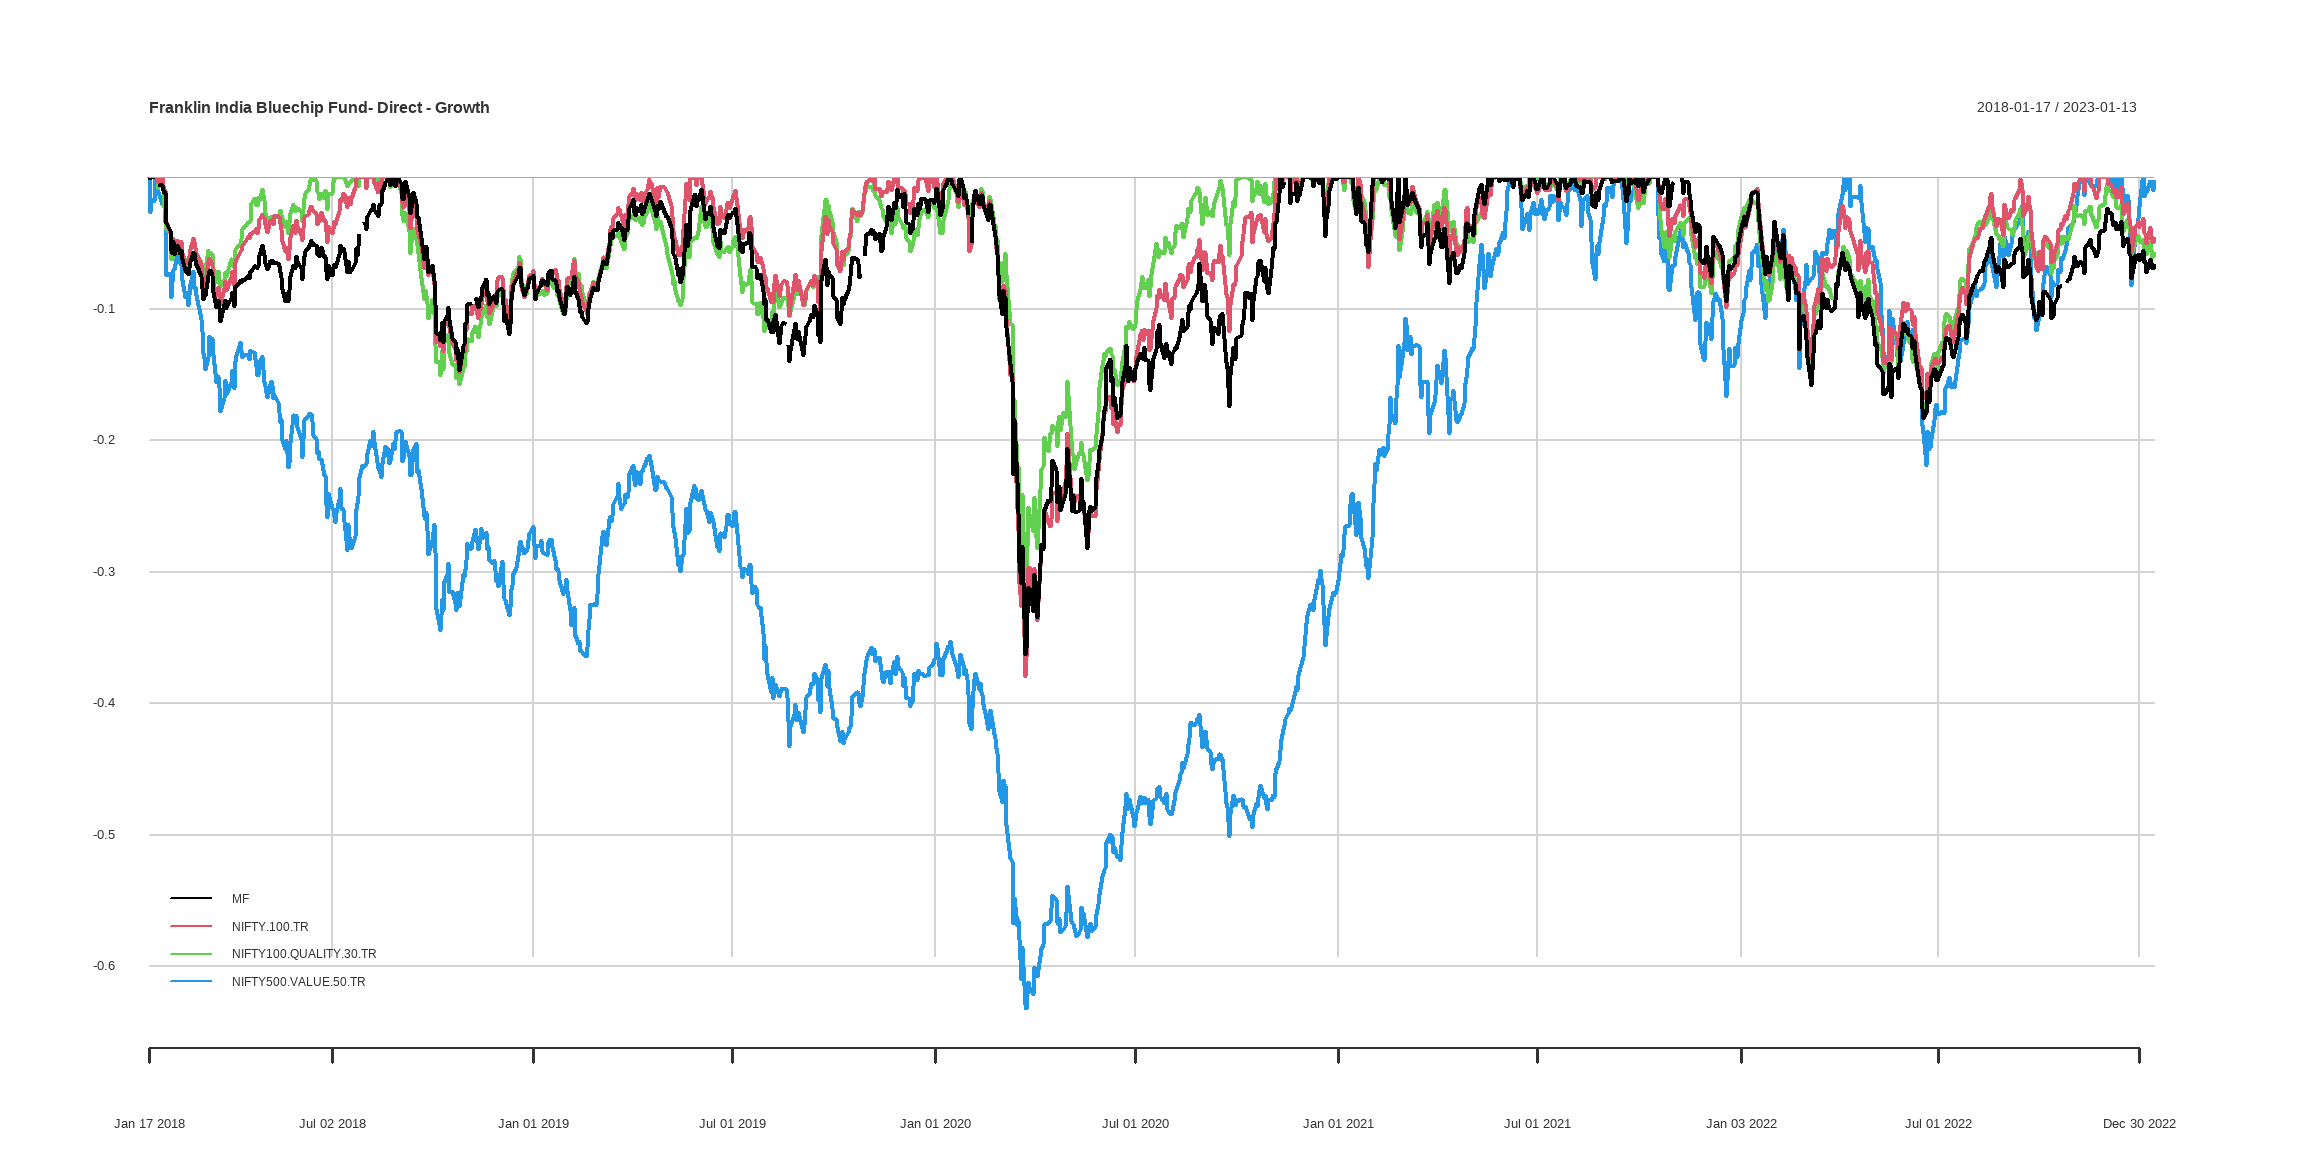 Franklin India Bluechip Fund- Direct - Growth
2018-01-17 / 2023-01-13
-0.1
-0.2
-0.3
-0.4
-0.5
-0.6
MF
NIFTY.100.TR
NIFTY100.QUALITY.30.TR
NIFTY500.VALUE.50.TR
Jan 17 2018
Jul 02 2018
Jan 01 2019
Jul 01 2019
Jan 01 2020
Jul 01 2020
Jan 01 2021
Jul 01 2021
Jan 03 2022
Jul 01 2022
Dec 30 2022